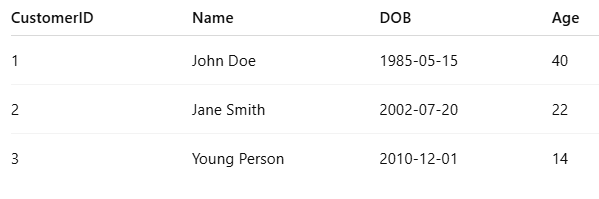 CustomerID Name DOB Age
1 John Doe 1985-05-15 40
2 Jane Smith 2002-07-20 22
3 Young Person 2010-12-01 14